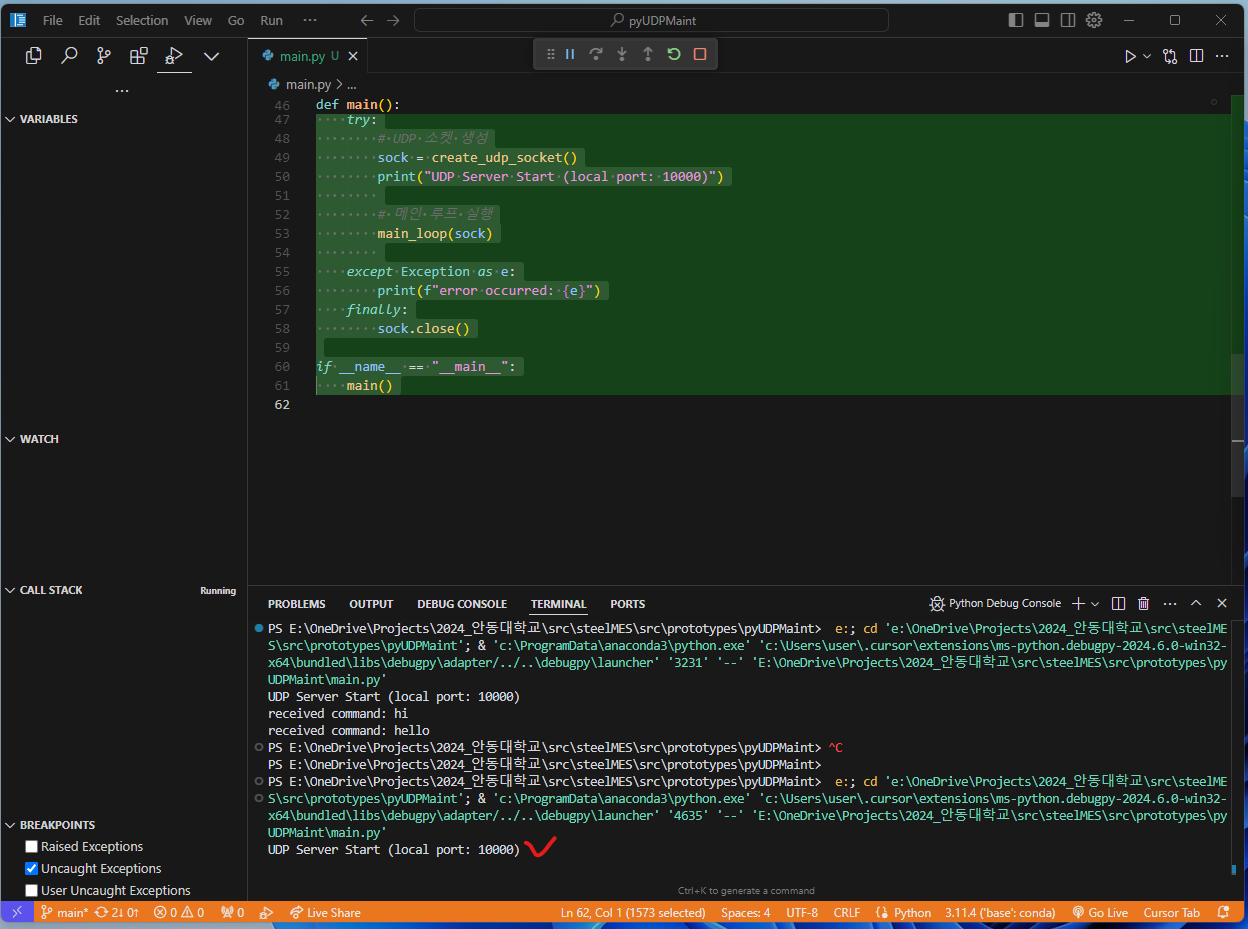 File Edit Selection View Go Run ··· pyUDPMaint
main.py U
main.py > ...
···
VARIABLES
WATCH
CALL STACK Running
BREAKPOINTS
Raised Exceptions
Uncaught Exceptions
User Uncaught Exceptions
46 def main():
47 try:
48 # UDP 소켓 생성
49 sock = create_udp_socket()
50 print("UDP Server Start (local port: 10000)")
51
52 # 메인 루프 실행
53 main_loop(sock)
54
55 except Exception as e:
56 print(f"error occurred: {e}")
57 finally:
58 sock.close()
59
60 if __name__ == "__main__":
61 main()
62
PROBLEMS OUTPUT DEBUG CONSOLE TERMINAL PORTS Python Debug Console
PS E:\OneDrive\Projects\2024_안동대학교\src\steelMES\src\prototypes\pyUDPMaint> e:; cd 'e:\OneDrive\Projects\2024_안동대학교\src\steelME
S\src\prototypes\pyUDPMaint'; & 'c:\ProgramData\anaconda3\python.exe' 'c:\Users\user\.cursor\extensions\ms-python.debugpy-2024.6.0-win32-
x64\bundled\libs\debugpy\adapter/../..\debugpy\launcher' '3231' '--' 'E:\OneDrive\Projects\2024_안동대학교\src\steelMES\src\prototypes\py
UDPMaint\main.py'
UDP Server Start (local port: 10000)
received command: hi
received command: hello
PS E:\OneDrive\Projects\2024_안동대학교\src\steelMES\src\prototypes\pyUDPMaint> ^C
PS E:\OneDrive\Projects\2024_안동대학교\src\steelMES\src\prototypes\pyUDPMaint>
PS E:\OneDrive\Projects\2024_안동대학교\src\steelMES\src\prototypes\pyUDPMaint> e:; cd 'e:\OneDrive\Projects\2024_안동대학교\src\steelME
S\src\prototypes\pyUDPMaint'; & 'c:\ProgramData\anaconda3\python.exe' 'c:\Users\user\.cursor\extensions\ms-python.debugpy-2024.6.0-win32-
x64\bundled\libs\debugpy\adapter/../..\debugpy\launcher' '4635' '--' 'E:\OneDrive\Projects\2024_안동대학교\src\steelMES\src\prototypes\py
UDPMaint\main.py'
UDP Server Start (local port: 10000)
Ctrl+K to generate a command
main* 2↓ 0↑ 0 0 0 Live Share Ln 62, Col 1 (1573 selected) Spaces: 4 UTF-8 CRLF Python 3.11.4 ('base': conda) Go Live Cursor Tab